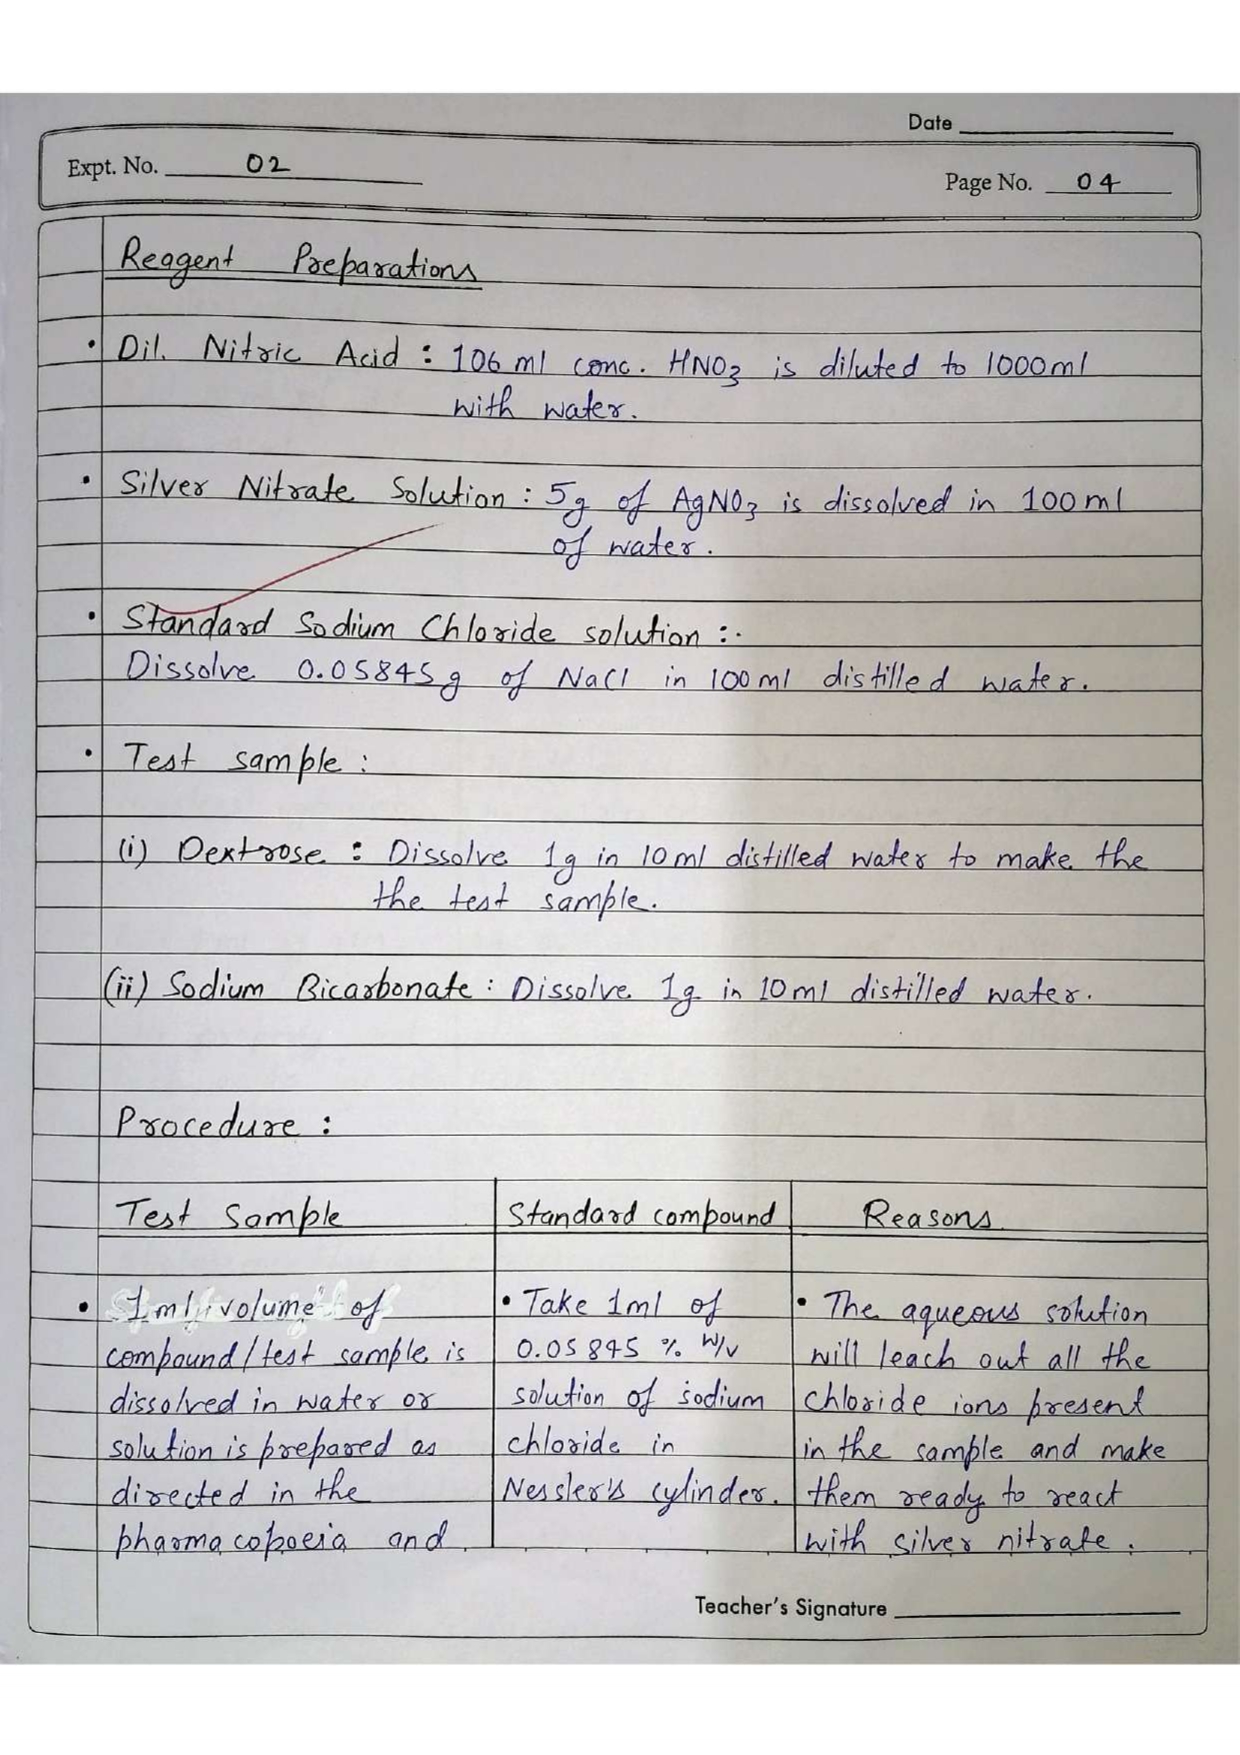 Date
Expt. No. 02
Page No. 04
Reagent Preparations
• Dil. Nitric Acid : 106 ml conc. HNO3 is diluted to 1000ml
with water.
• Silver Nitrate Solution : 5g of AgNO3 is dissolved in 100ml
of water.
• Standard Sodium Chloride solution :-
Dissolve 0.05845g of NaCl in 100ml distilled water.
• Test sample :
(i) Dextrose : Dissolve 1g in 10ml distilled water to make the
the test sample.
(ii) Sodium Bicarbonate : Dissolve 1g in 10ml distilled water.
Procedure :
Test Sample
• 1ml volume of
compound/test sample is
dissolved in water or
solution is prepared as
directed in the
pharmacopoeia and
Standard compound
• Take 1ml of
0.05845 % W/v
solution of sodium
chloride in
Nessler's cylinder.
Reasons
• The aqueous solution
will leach out all the
chloride ions present
in the sample and make
them ready to react
with silver nitrate.
Teacher's Signature